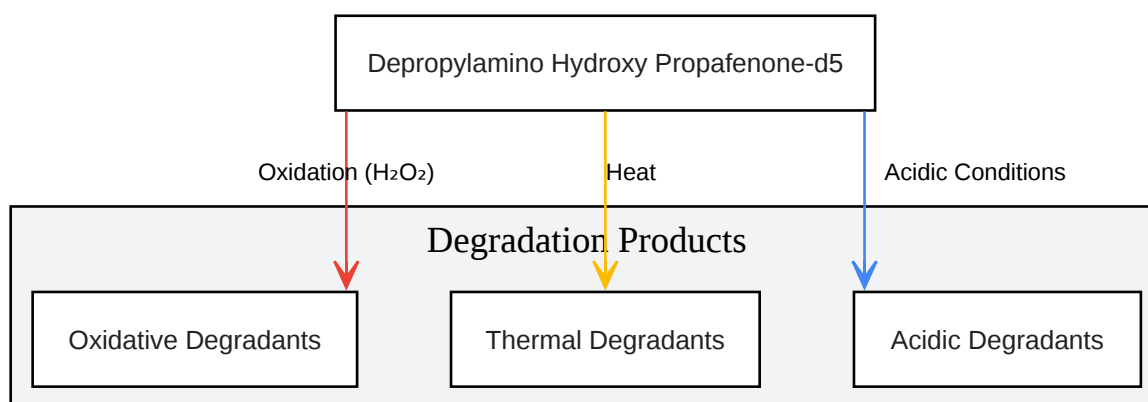 Depropylamino Hydroxy Propafenone-d5
Oxidation (H₂O₂)
Heat
Acidic Conditions
Degradation Products
Oxidative Degradants
Thermal Degradants
Acidic Degradants